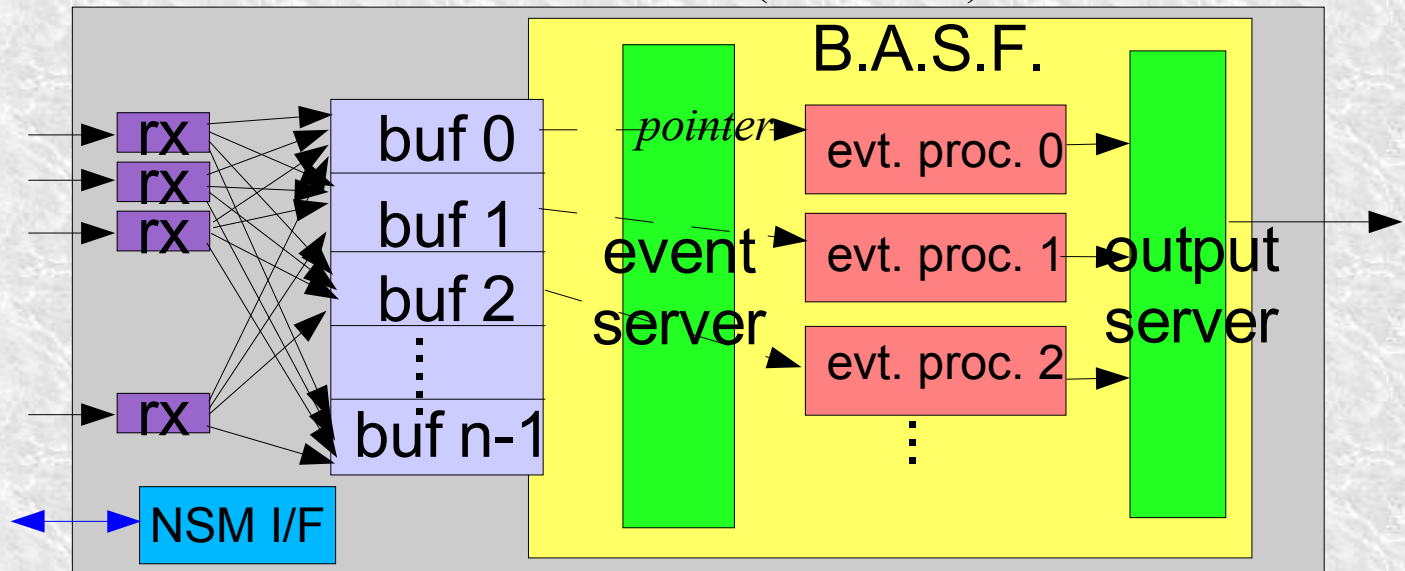 B.A.S.F.
rx
rx
rx
rx
buf 0
buf 1
buf 2
buf n-1
pointer
event
server
evt. proc. 0
evt. proc. 1
evt. proc. 2
output
server
NSM I/F